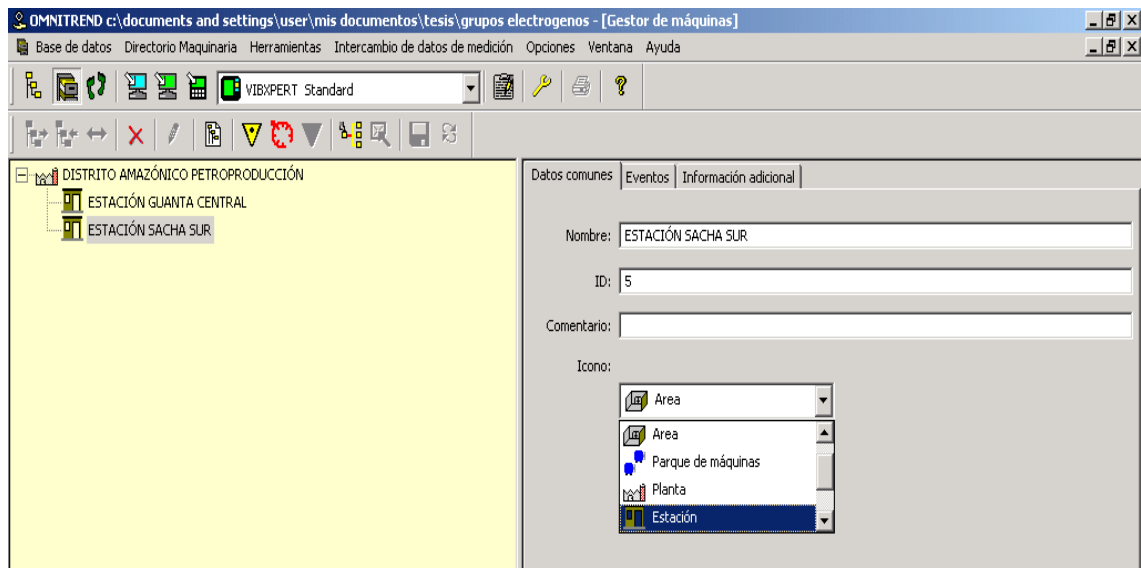 OMNITREND c:\documents and settings\user\mis documentos\tesis\grupos electrogenos - [Gestor de máquinas]
Base de datos Directorio Maquinaria Herramientas Intercambio de datos de medición Opciones Ventana Ayuda
VIBXPERT Standard
DISTRITO AMAZÓNICO PETROPRODUCCIÓN
ESTACIÓN GUANTA CENTRAL
ESTACIÓN SACHA SUR
Datos comunes Eventos Información adicional
Nombre: ESTACIÓN SACHA SUR
ID: 5
Comentario:
Icono:
Area
Area
Parque de máquinas
Planta
Estación